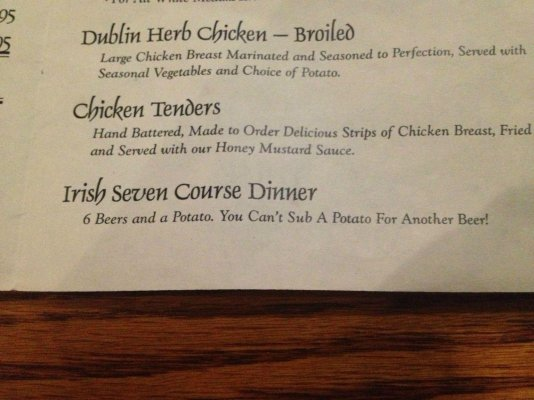 95
95
Dublin Herb Chicken – Broiled
Large Chicken Breast Marinated and Seasoned to Perfection, Served with
Seasonal Vegetables and Choice of Potato.
Chicken Tenders
Hand Battered, Made to Order Delicious Strips of Chicken Breast, Fried
and Served with our Honey Mustard Sauce.
Irish Seven Course Dinner
6 Beers and a Potato. You Can't Sub A Potato For Another Beer!